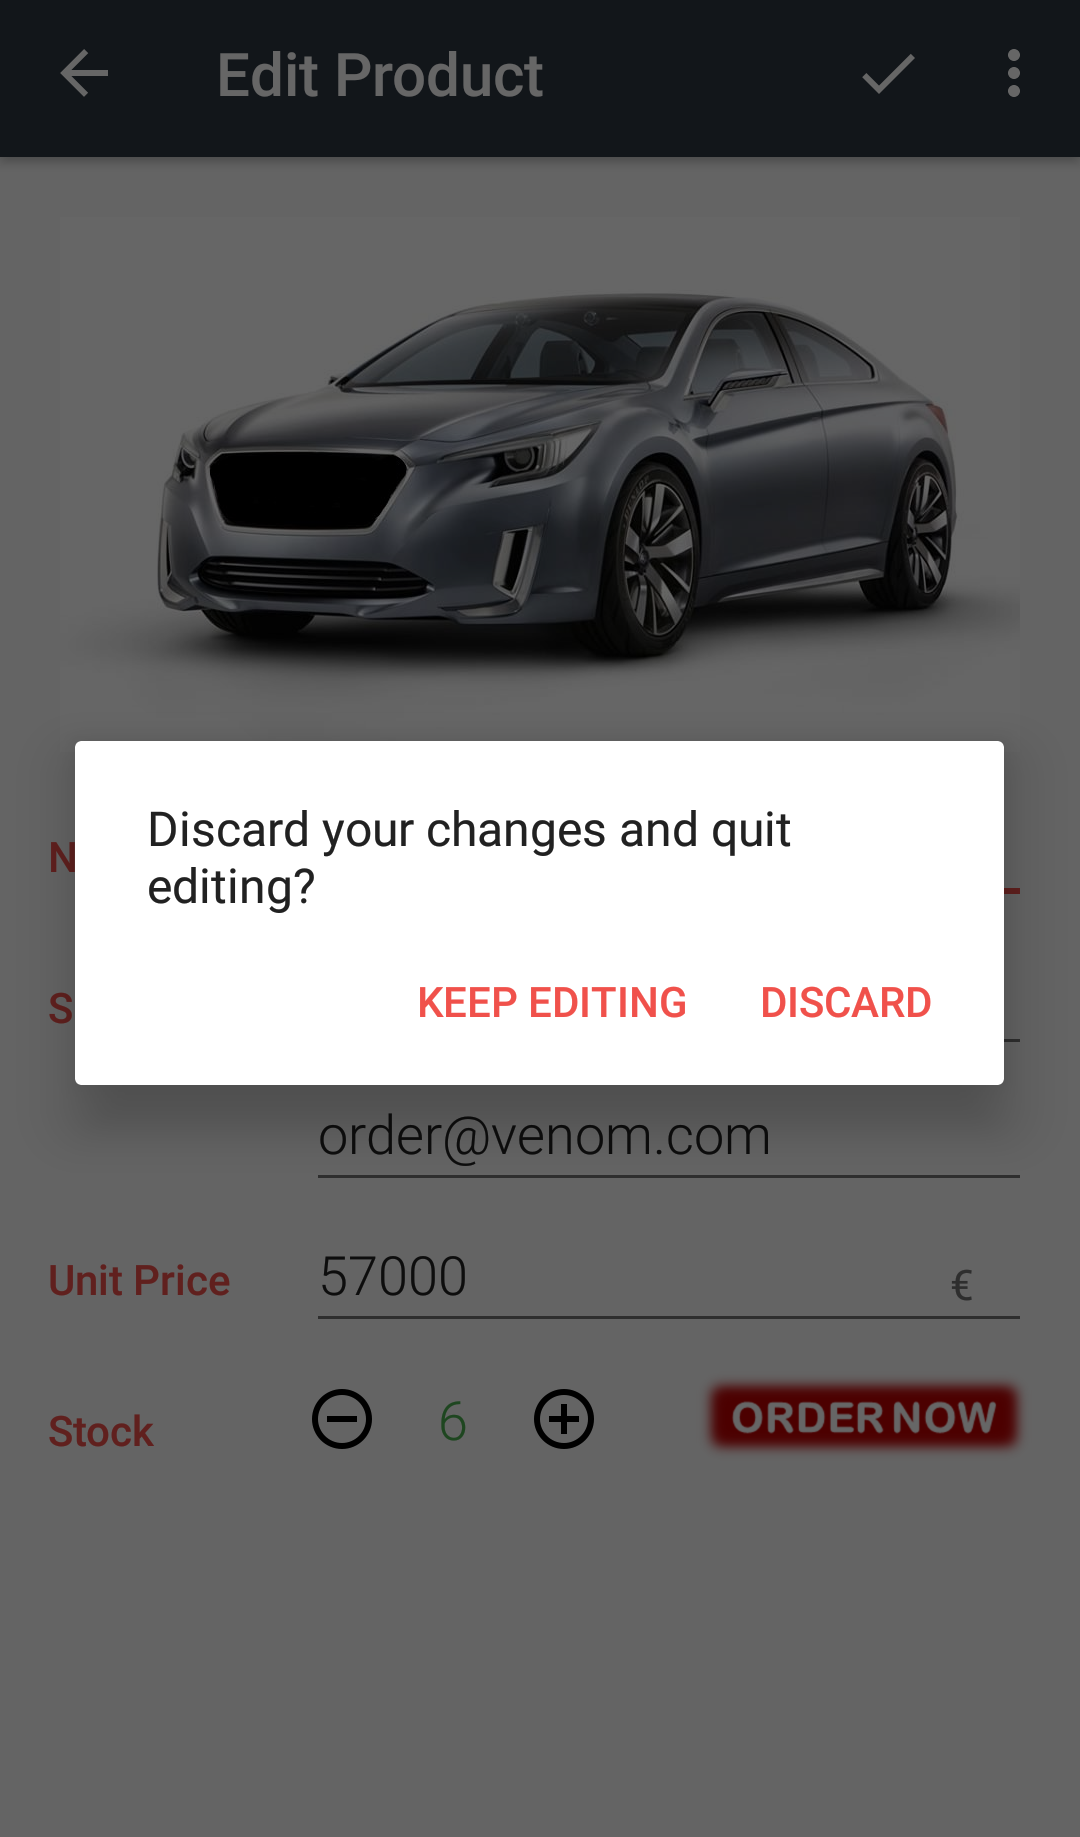 Edit Product
Discard your changes and quit
editing?
KEEP EDITING DISCARD
order@venom.com
Unit Price 57000 €
Stock 6 ORDER NOW